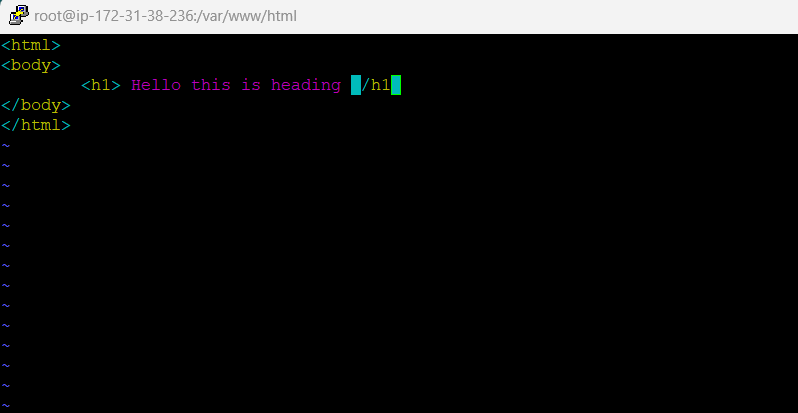 root@ip-172-31-38-236:/var/www/html
<html>
<body>
        <h1> Hello this is heading </h1>
</body>
</html>
~
~
~
~
~
~
~
~
~
~
~
~
~
~